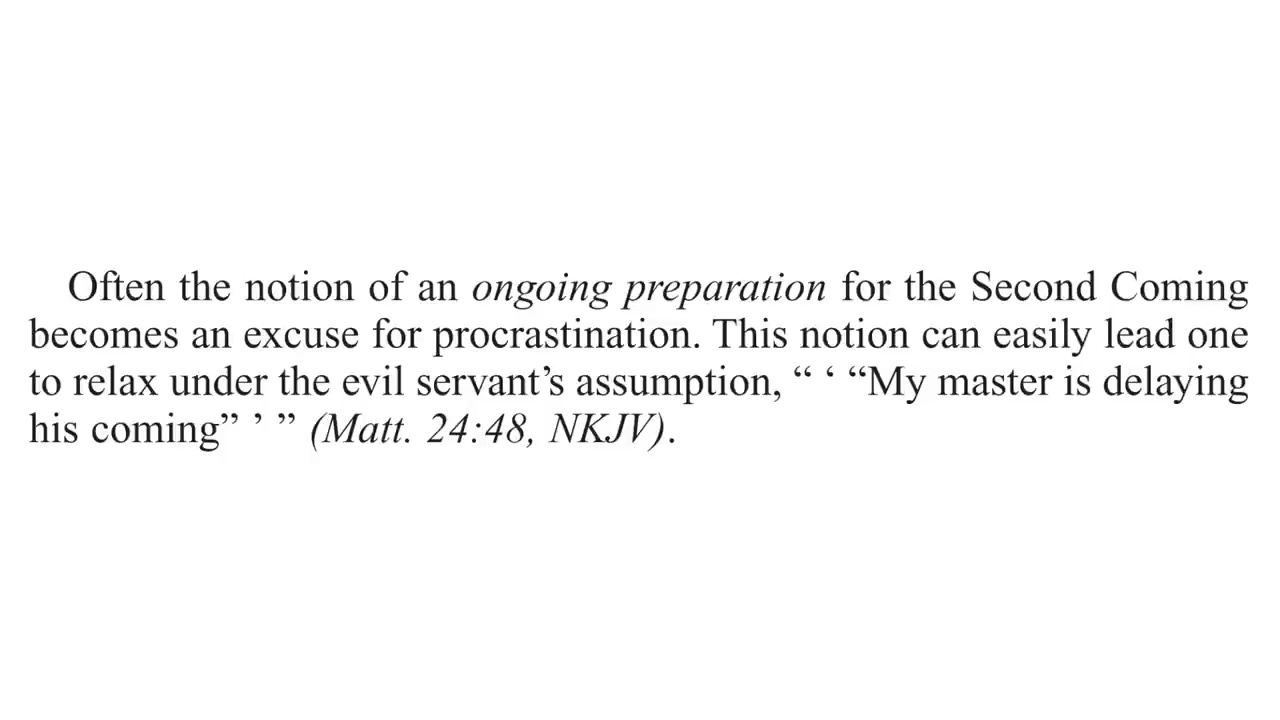 Often the notion of an ongoing preparation for the Second Coming
becomes an excuse for procrastination. This notion can easily lead one
to relax under the evil servant’s assumption, “ ‘ “My master is delaying
his coming” ’ ” (Matt. 24:48, NKJV).